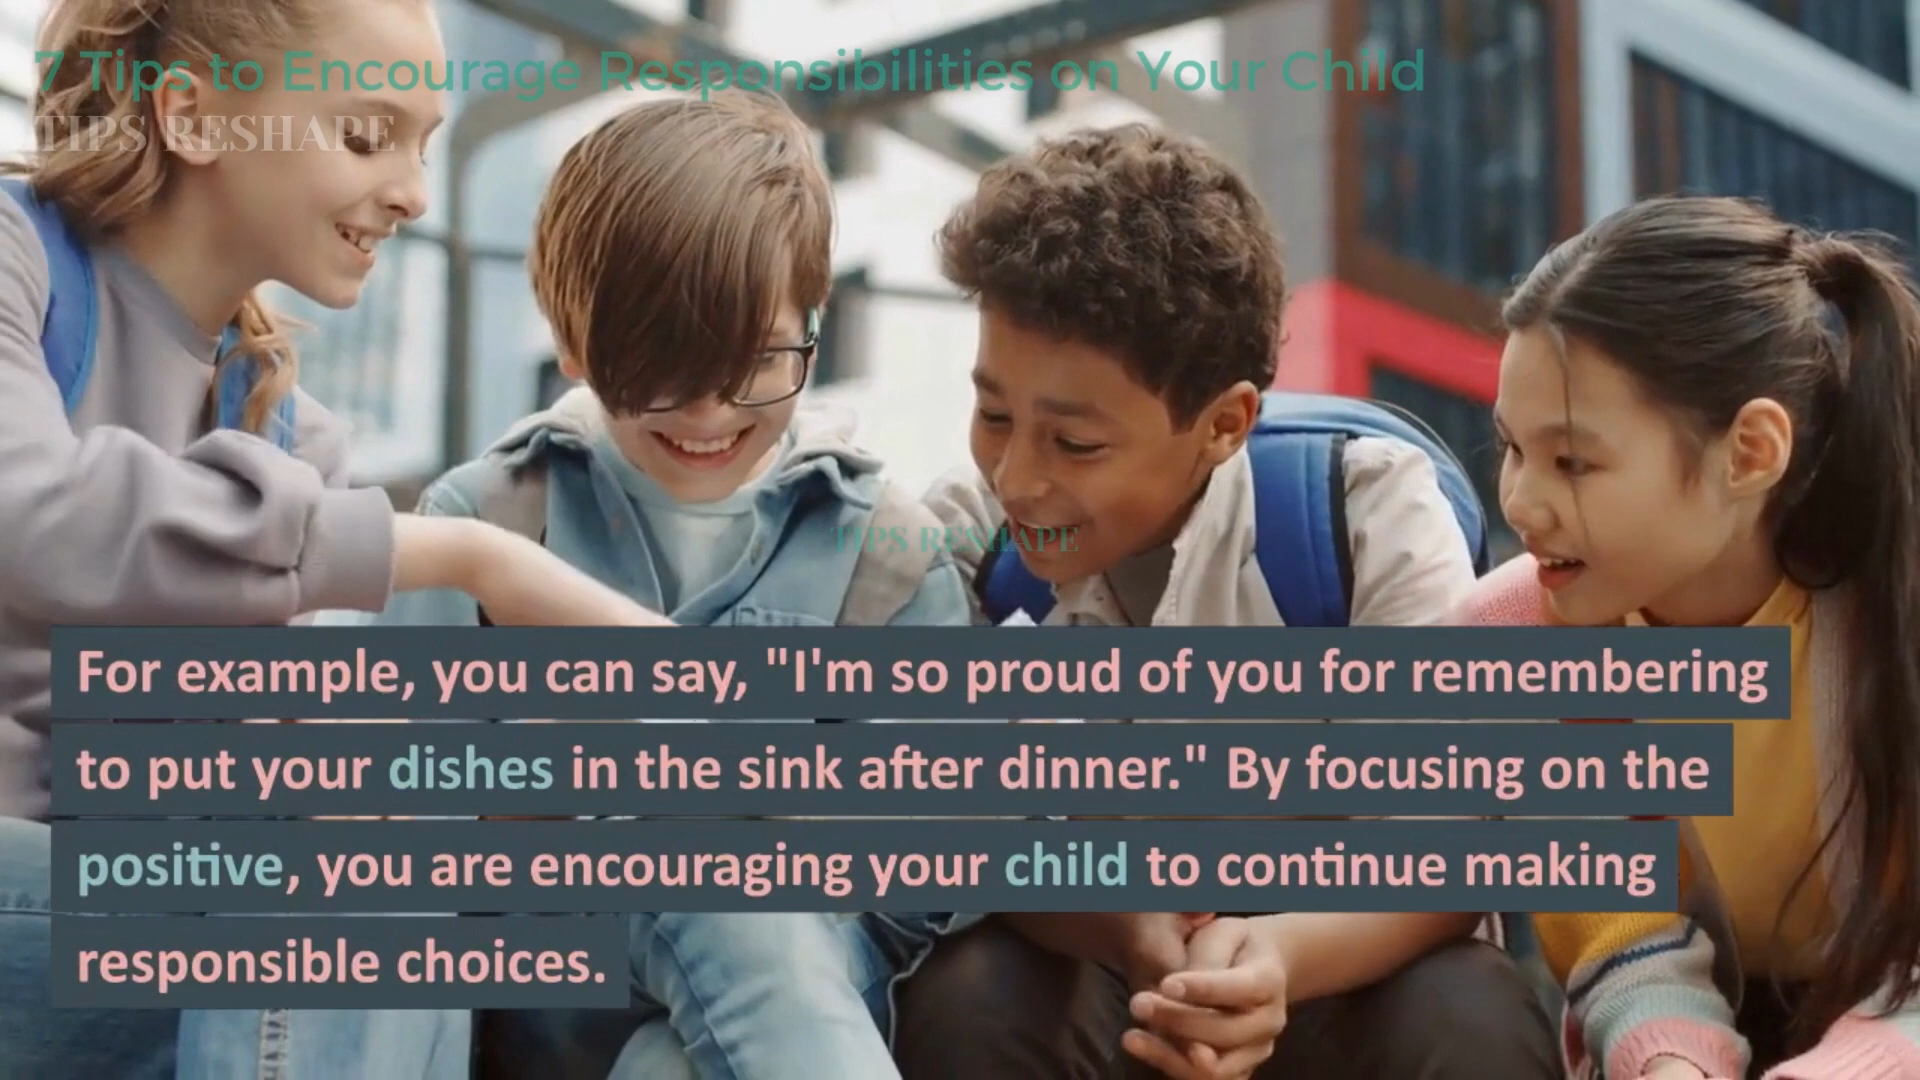 7 Tips to Encourage Responsibilities on Your Child
TIPS RESHAPE
TIPS RESHAPE
For example, you can say, "I'm so proud of you for remembering
to put your dishes in the sink after dinner." By focusing on the
positive, you are encouraging your child to continue making
responsible choices.